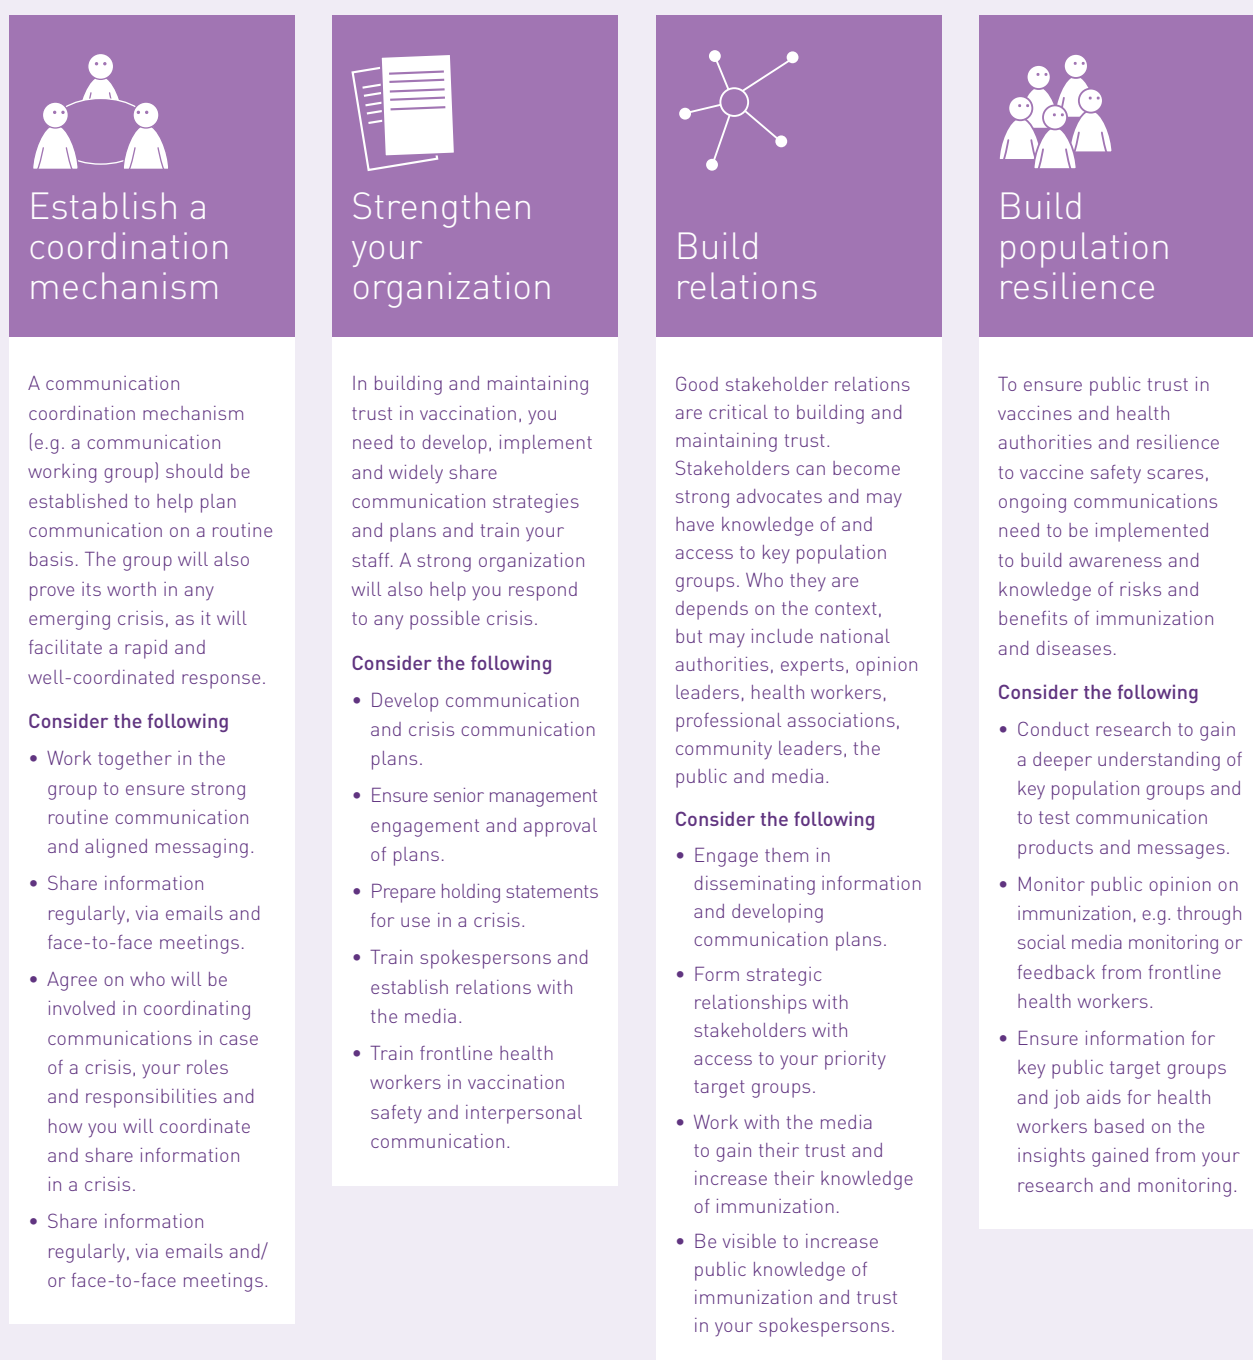 Establish a
coordination
mechanism
A communication
coordination mechanism
(e.g. a communication
working group) should be
established to help plan
communication on a routine
basis. The group will also
prove its worth in any
emerging crisis, as it will
facilitate a rapid and
well-coordinated response.
Consider the following
• Work together in the
group to ensure strong
routine communication
and aligned messaging.
• Share information
regularly, via emails and
face-to-face meetings.
• Agree on who will be
involved in coordinating
communications in case
of a crisis, your roles
and responsibilities and
how you will coordinate
and share information
in a crisis.
• Share information
regularly, via emails and/
or face-to-face meetings.
Strengthen
your
organization
In building and maintaining
trust in vaccination, you
need to develop, implement
and widely share
communication strategies
and plans and train your
staff. A strong organization
will also help you respond
to any possible crisis.
Consider the following
• Develop communication
and crisis communication
plans.
• Ensure senior management
engagement and approval
of plans.
• Prepare holding statements
for use in a crisis.
• Train spokespersons and
establish relations with
the media.
• Train frontline health
workers in vaccination
safety and interpersonal
communication.
Build
relations
Good stakeholder relations
are critical to building and
maintaining trust.
Stakeholders can become
strong advocates and may
have knowledge of and
access to key population
groups. Who they are
depends on the context,
but may include national
authorities, experts, opinion
leaders, health workers,
professional associations,
community leaders, the
public and media.
Consider the following
• Engage them in
disseminating information
and developing
communication plans.
• Form strategic
relationships with
stakeholders with
access to your priority
target groups.
• Work with the media
to gain their trust and
increase their knowledge
of immunization.
• Be visible to increase
public knowledge of
immunization and trust
in your spokespersons.
Build
population
resilience
To ensure public trust in
vaccines and health
authorities and resilience
to vaccine safety scares,
ongoing communications
need to be implemented
to build awareness and
knowledge of risks and
benefits of immunization
and diseases.
Consider the following
• Conduct research to gain
a deeper understanding of
key population groups and
to test communication
products and messages.
• Monitor public opinion on
immunization, e.g. through
social media monitoring or
feedback from frontline
health workers.
• Ensure information for
key public target groups
and job aids for health
workers based on the
insights gained from your
research and monitoring.